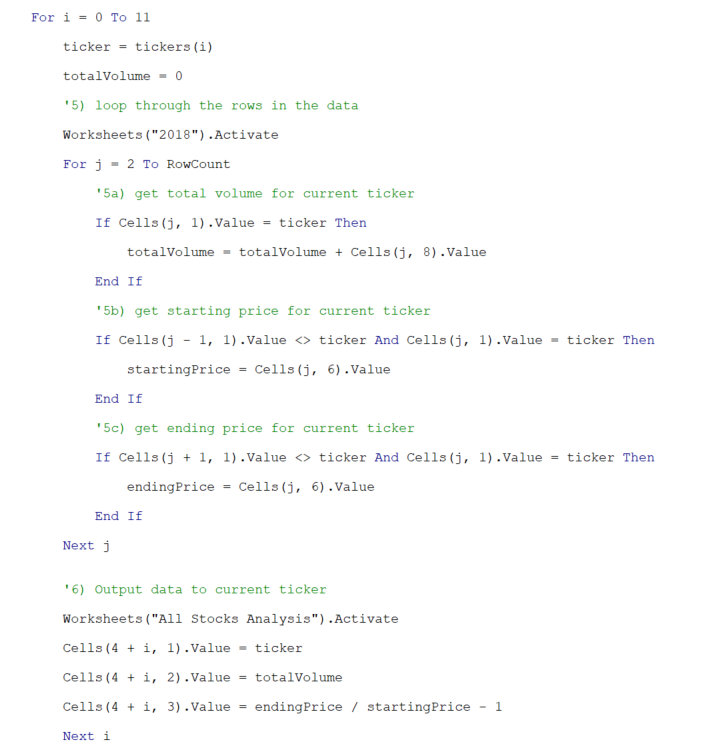 For i = 0 To 11
ticker = tickers(i)
totalVolume = 0
'5) loop through the rows in the data
Worksheets("2018").Activate
For j = 2 To RowCount
'5a) get total volume for current ticker
If Cells(j, 1).Value = ticker Then
totalVolume = totalVolume + Cells(j, 8).Value
End If
'5b) get starting price for current ticker
If Cells(j - 1, 1).Value <> ticker And Cells(j, 1).Value = ticker Then
startingPrice = Cells(j, 6).Value
End If
'5c) get ending price for current ticker
If Cells(j + 1, 1).Value <> ticker And Cells(j, 1).Value = ticker Then
endingPrice = Cells(j, 6).Value
End If
Next j
'6) Output data to current ticker
Worksheets("All Stocks Analysis").Activate
Cells(4 + i, 1).Value = ticker
Cells(4 + i, 2).Value = totalVolume
Cells(4 + i, 3).Value = endingPrice / startingPrice - 1
Next i